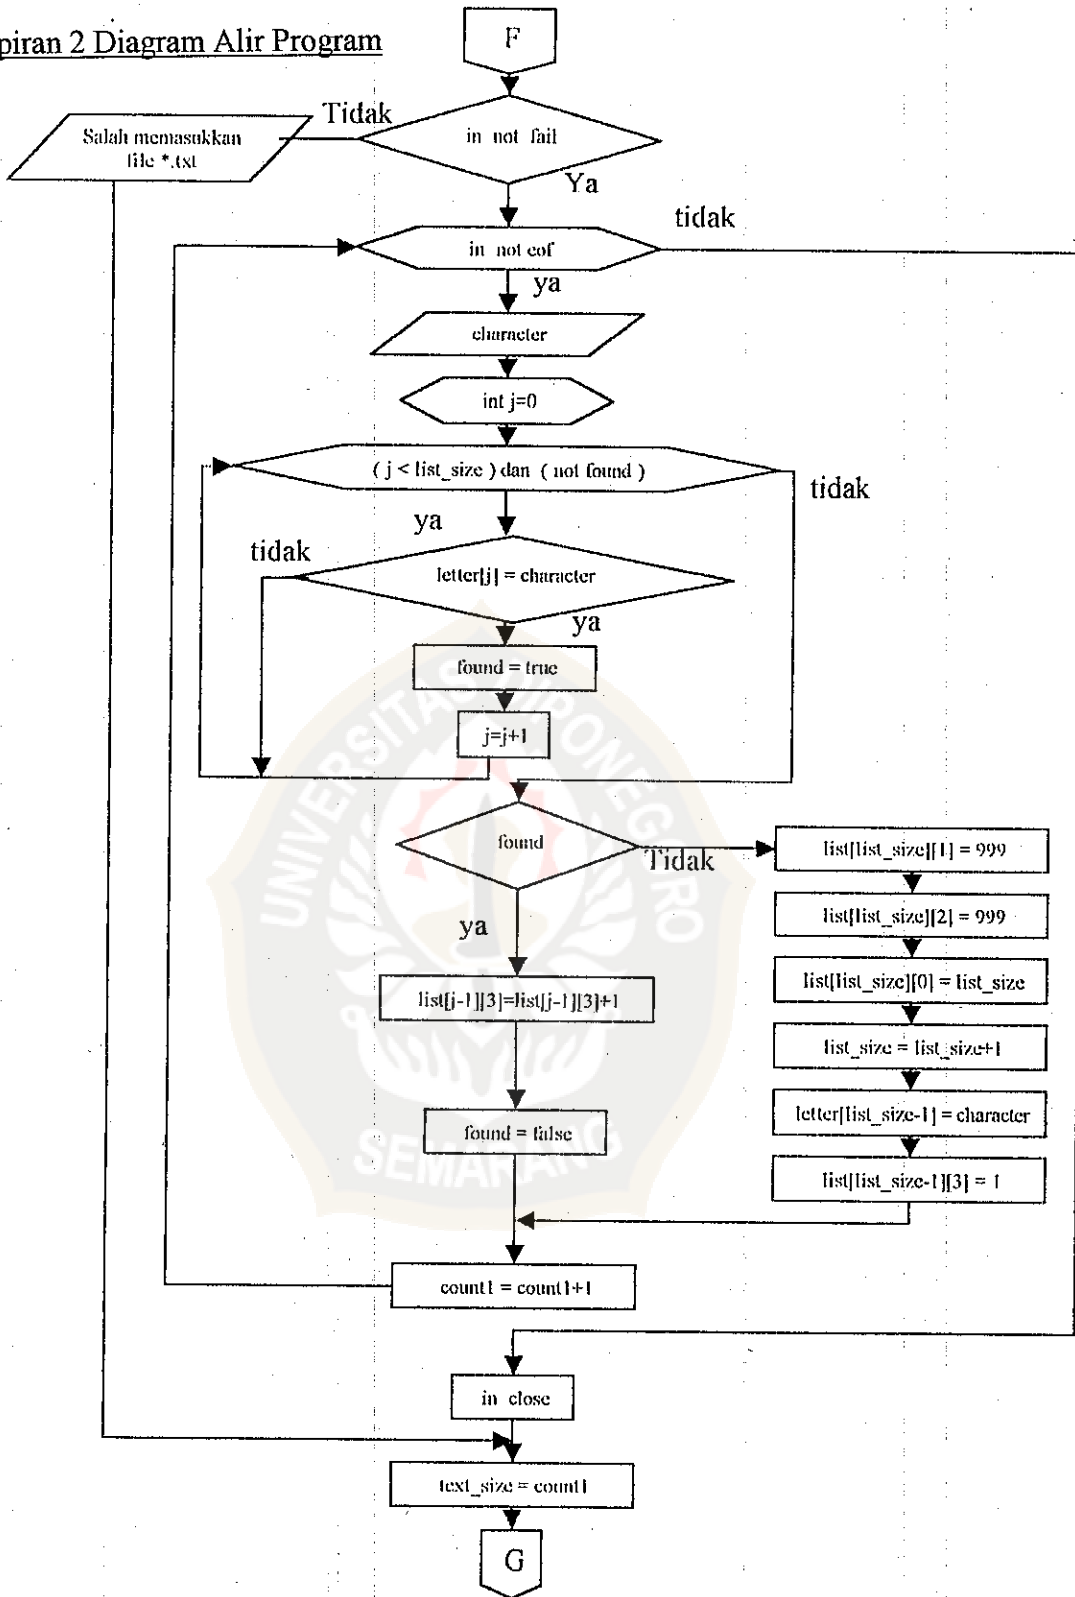 piran 2 Diagram Alir Program
F
Tidak
in not fail
Salah memasukkan
file *.txt
Ya
tidak
in not eof
ya
character
int j=0
( j < list_size ) dan ( not found )
tidak
ya
tidak
letter[j] = character
ya
found = true
j=j+1
found
Tidak
list[list_size][1] = 999
list[list_size][2] = 999
ya
list[list_size][0] = list_size
list[j-1][3]=list[j-1][3]+1
list_size = list_size+1
letter[list_size-1] = character
found = false
list[list_size-1][3] = 1
count1 = count1+1
in close
text_size = count1
G
UNIVERSITAS DIPONEGORO
SEMARANG